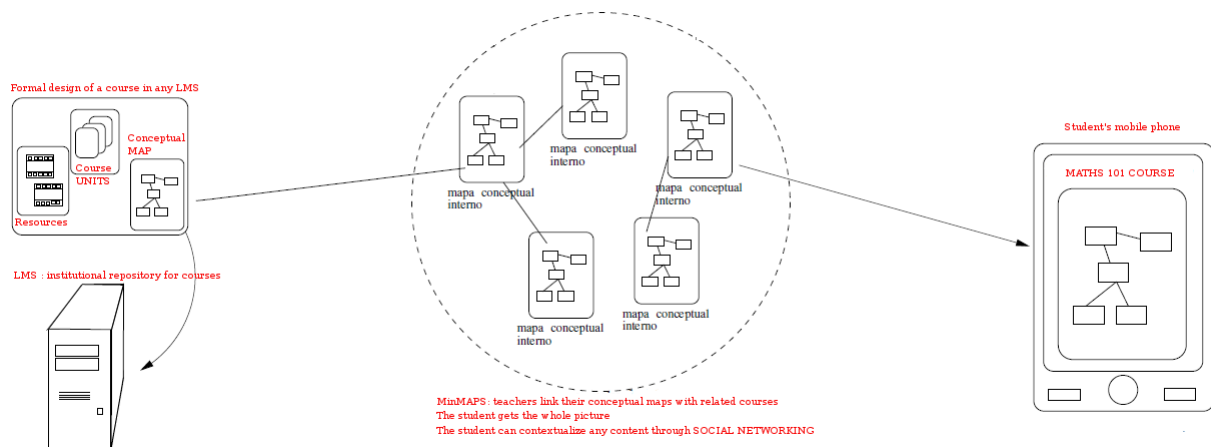 Formal design of a course in any LMS
Conceptual
MAP
Course
UNITS
Resources
LMS : institutional repository for courses
mapa conceptual
interno
mapa conceptual
interno
mapa conceptual
interno
mapa conceptual
interno
mapa conceptual
interno
MinMAPS: teachers link their conceptual maps with related courses
The student gets the whole picture
The student can contextualize any content through SOCIAL NETWORKING
Student's mobile phone
MATHS 101 COURSE